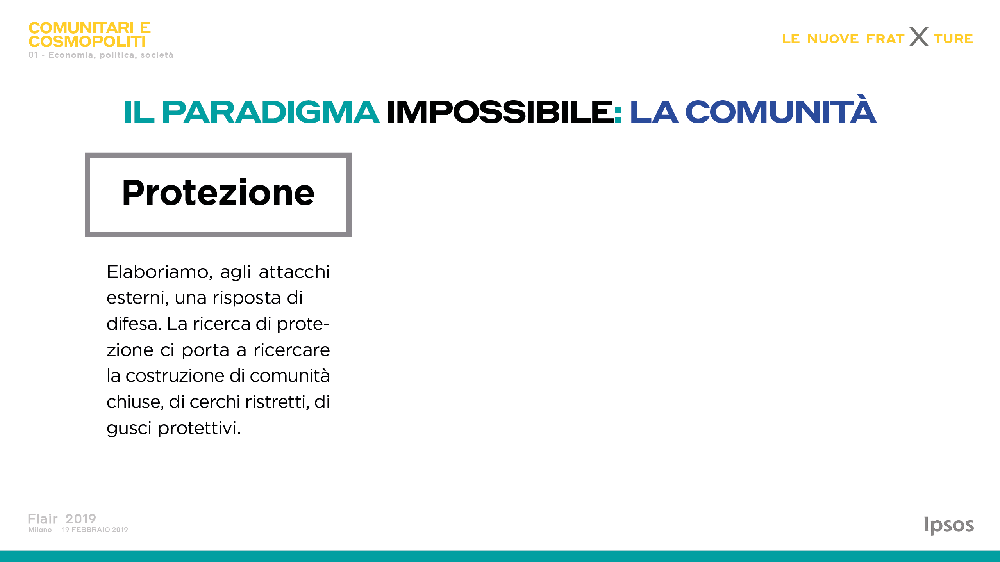 COMUNITARI E
COSMOPOLITI
01 - Economia, politica, società
LE NUOVE FRAT X TURE
IL PARADIGMA IMPOSSIBILE: LA COMUNITÀ
Protezione
Elaboriamo, agli attacchi
esterni, una risposta di
difesa. La ricerca di prote-
zione ci porta a ricercare
la costruzione di comunità
chiuse, di cerchi ristretti, di
gusci protettivi.
Flair 2019
Milano - 19 FEBBRAIO 2019
Ipsos